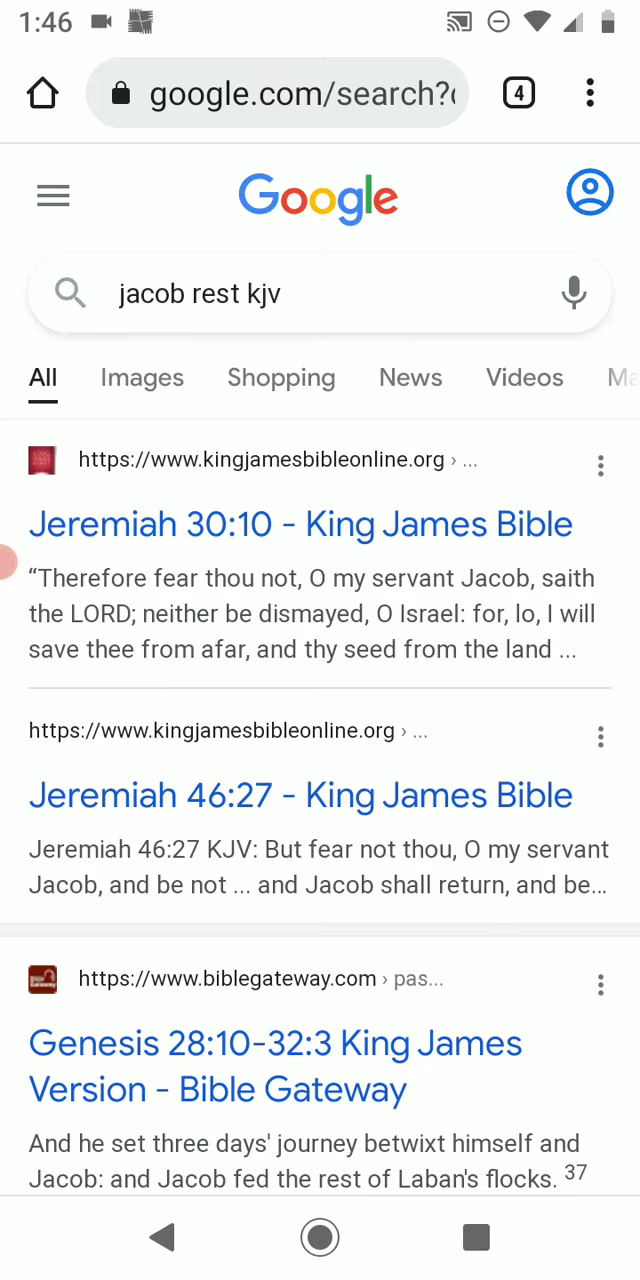 1:46
google.com/search?
4
Google
jacob rest kjv
All Images Shopping News Videos Ma
https://www.kingjamesbibleonline.org › ...
Jeremiah 30:10 - King James Bible
“Therefore fear thou not, O my servant Jacob, saith
the LORD; neither be dismayed, O Israel: for, lo, I will
save thee from afar, and thy seed from the land ...
https://www.kingjamesbibleonline.org › ...
Jeremiah 46:27 - King James Bible
Jeremiah 46:27 KJV: But fear not thou, O my servant
Jacob, and be not ... and Jacob shall return, and be...
https://www.biblegateway.com › pas...
Genesis 28:10-32:3 King James
Version - Bible Gateway
And he set three days' journey betwixt himself and
Jacob: and Jacob fed the rest of Laban's flocks. 37